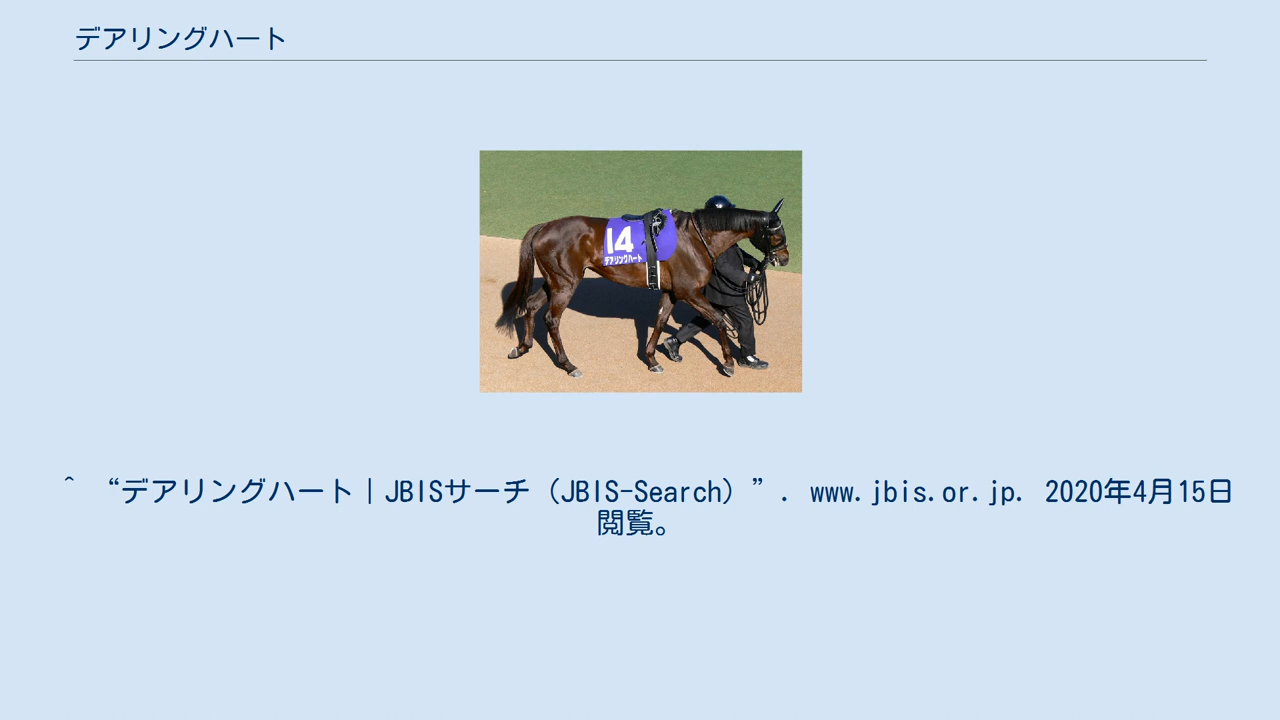 デアリングハート
14
デアリングハート
^ “デアリングハート｜JBISサーチ（JBIS-Search）”. www.jbis.or.jp. 2020年4月15日
閲覧。